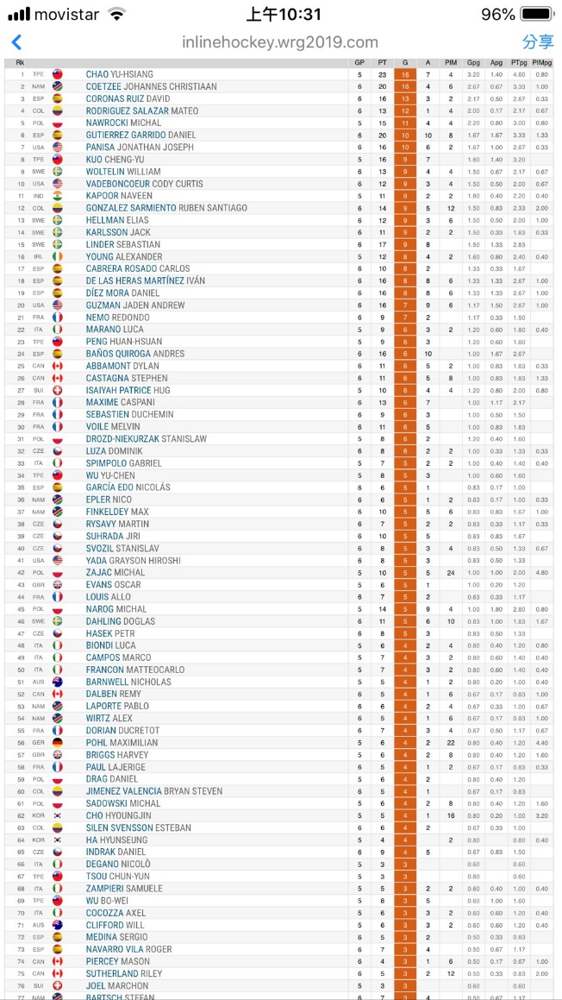 movistar 上午10:31 96%
inlinehockey.wrg2019.com 分享
Rk GP PT G A PIM Gpg Apg PTpg PIMpg
1 TPE CHAO YU-HSIANG 5 23 16 7 4 3.20 1.40 4.60 0.80
2 NAM COETZEE JOHANNES CHRISTIAAN 6 20 16 4 6 2.67 0.67 3.33 1.00
3 ESP CORONAS RUIZ DAVID 6 16 13 3 2 2.17 0.50 2.67 0.33
4 COL RODRIGUEZ SALAZAR MATEO 6 13 12 1 4 2.00 0.17 2.17 0.67
5 POL NAWROCKI MICHAL 5 15 11 4 4 2.20 0.80 3.00 0.80
6 ESP GUTIERREZ GARRIDO DANIEL 6 20 10 10 8 1.67 1.67 3.33 1.33
7 USA PANISA JONATHAN JOSEPH 6 16 10 6 2 1.67 1.00 2.67 0.33
8 TPE KUO CHENG-YU 5 16 9 7 1.80 1.40 3.20
9 SWE WOLTELIN WILLIAM 6 13 9 4 4 1.50 0.67 2.17 0.67
10 USA VADEBONCOEUR CODY CURTIS 6 12 9 3 4 1.50 0.50 2.00 0.67
11 IND KAPOOR NAVEEN 5 11 9 2 2 1.80 0.40 2.20 0.40
12 COL GONZALEZ SARMIENTO RUBEN SANTIAGO 6 14 9 5 12 1.50 0.83 2.33 2.00
13 SWE HELLMAN ELIAS 6 12 9 3 6 1.50 0.50 2.00 1.00
14 SWE KARLSSON JACK 6 11 9 2 2 1.50 0.33 1.83 0.33
15 SWE LINDER SEBASTIAN 6 17 9 8 1.50 1.33 2.83
16 IRL YOUNG ALEXANDER 5 12 8 4 2 1.60 0.80 2.40 0.40
17 ESP CABRERA ROSADO CARLOS 6 10 8 2 1.33 0.33 1.67
18 ESP DE LAS HERAS MARTÍNEZ IVÁN 6 16 8 8 6 1.33 1.33 2.67 1.00
19 ESP DÍEZ MORA DANIEL 6 16 8 8 6 1.33 1.33 2.67 1.00
20 USA GUZMAN JADEN ANDREW 6 16 7 9 6 1.17 1.50 2.67 1.00
21 FRA NEMO REDONDO 6 9 7 2 1.17 0.33 1.50
22 ITA MARANO LUCA 5 9 6 3 2 1.20 0.60 1.80 0.40
23 TPE PENG HUAN-HSUAN 5 9 6 3 1.20 0.60 1.80
24 ESP BAÑOS QUIROGA ANDRES 6 16 6 10 1.00 1.67 2.67
25 CAN ABBAMONT DYLAN 6 11 6 5 2 1.00 0.83 1.83 0.33
26 CAN CASTAGNA STEPHEN 6 11 6 5 8 1.00 0.83 1.83 1.33
27 SUI ISAIYAH PATRICE HUG 5 10 6 4 4 1.20 0.80 2.00 0.80
28 FRA MAXIME CASPANI 6 13 6 7 1.00 1.17 2.17
29 FRA SEBASTIEN DUCHEMIN 6 9 6 3 1.00 0.50 1.50
30 FRA VOILE MELVIN 6 11 6 5 1.00 0.83 1.83
31 POL DROZD-NIEKURZAK STANISLAW 5 8 6 2 1.20 0.40 1.60
32 CZE LUZA DOMINIK 6 8 6 2 2 1.00 0.33 1.33 0.33
33 ITA SPIMPOLO GABRIEL 5 7 5 2 2 1.00 0.40 1.40 0.40
34 TPE WU YU-CHEN 5 8 5 3 1.00 0.60 1.60
35 ESP GARCÍA EDO NICOLÁS 6 6 5 1 0.83 0.17 1.00
36 NAM EPLER NICO 6 6 5 1 2 0.83 0.17 1.00 0.33
37 NAM FINKELDEY MAX 6 10 5 5 6 0.83 0.83 1.67 1.00
38 CZE RYSAVY MARTIN 6 7 5 2 2 0.83 0.33 1.17 0.33
39 CZE SUHRADA JIRI 6 10 5 5 0.83 0.83 1.67
40 CZE SVOZIL STANISLAV 6 8 5 3 4 0.83 0.50 1.33 0.67
41 USA YADA GRAYSON HIROSHI 6 8 5 3 0.83 0.50 1.33
42 POL ZAJAC MICHAL 5 10 5 5 24 1.00 1.00 2.00 4.80
43 GBR EVANS OSCAR 5 6 5 1 1.00 0.20 1.20
44 FRA LOUIS ALLO 6 7 5 2 0.83 0.33 1.17
45 POL NAROG MICHAL 5 14 5 9 4 1.00 1.80 2.80 0.80
46 SWE DAHLING DOGLAS 6 11 5 6 10 0.83 1.00 1.83 1.67
47 CZE HASEK PETR 6 8 5 3 0.83 0.50 1.33
48 ITA BIONDI LUCA 5 6 4 2 4 0.80 0.40 1.20 0.80
49 ITA CAMPOS MARCO 5 7 4 3 2 0.80 0.60 1.40 0.40
50 ITA FRANCON MATTEOCARLO 5 7 4 3 2 0.80 0.60 1.40 0.40
51 AUS BARNWELL NICHOLAS 5 5 4 1 2 0.80 0.20 1.00 0.40
52 CAN DALBEN REMY 6 5 4 1 6 0.67 0.17 0.83 1.00
53 NAM LAPORTE PABLO 6 6 4 2 4 0.67 0.33 1.00 0.67
54 NAM WIRTZ ALEX 6 5 4 1 6 0.67 0.17 0.83 1.00
55 FRA DORIAN DUCRETOT 6 7 4 3 4 0.67 0.50 1.17 0.67
56 GER POHL MAXIMILIAN 5 6 4 2 22 0.80 0.40 1.20 4.40
57 GBR BRIGGS HARVEY 5 6 4 2 8 0.80 0.40 1.20 1.60
58 FRA PAUL LAJERIGE 6 5 4 1 2 0.67 0.17 0.83 0.33
59 POL DRAG DANIEL 5 6 4 2 0.80 0.40 1.20
60 COL JIMENEZ VALENCIA BRYAN STEVEN 6 5 4 1 0.67 0.17 0.83
61 POL SADOWSKI MICHAL 5 6 4 2 8 0.80 0.40 1.20 1.60
62 KOR CHO HYOUNGJIN 5 5 4 1 16 0.80 0.20 1.00 3.20
63 COL SILEN SVENSSON ESTEBAN 6 6 4 2 0.67 0.33 1.00
64 KOR HA HYUNSEUNG 5 4 4 2 0.80 0.80 0.40
65 CZE INDRAK DANIEL 6 9 4 5 0.67 0.83 1.50
66 ITA DEGANO NICOLÒ 5 3 3 0.60 0.60
67 TPE TSOU CHUN-YUN 5 3 3 0.60 0.60
68 ITA ZAMPIERI SAMUELE 5 5 3 2 2 0.60 0.40 1.00 0.40
69 TPE WU BO-WEI 5 8 3 5 0.60 1.00 1.60
70 ITA COCOZZA AXEL 5 6 3 3 2 0.60 0.60 1.20 0.40
71 AUS CLIFFORD WILL 5 6 3 3 2 0.60 0.60 1.20 0.40
72 ESP MEDINA SERGIO 6 5 3 2 0.50 0.33 0.83
73 ESP NAVARRO VILA ROGER 6 7 3 4 0.50 0.67 1.17
74 CAN PIERCEY MASON 6 4 3 1 6 0.50 0.17 0.67 1.00
75 CAN SUTHERLAND RILEY 6 5 3 2 12 0.50 0.33 0.83 2.00
76 SUI JOEL MARCHON 5 3 3 0.60 0.60
77 NAM BARTSCH STEFAN 6 7 3 4 0.50 0.67 1.17